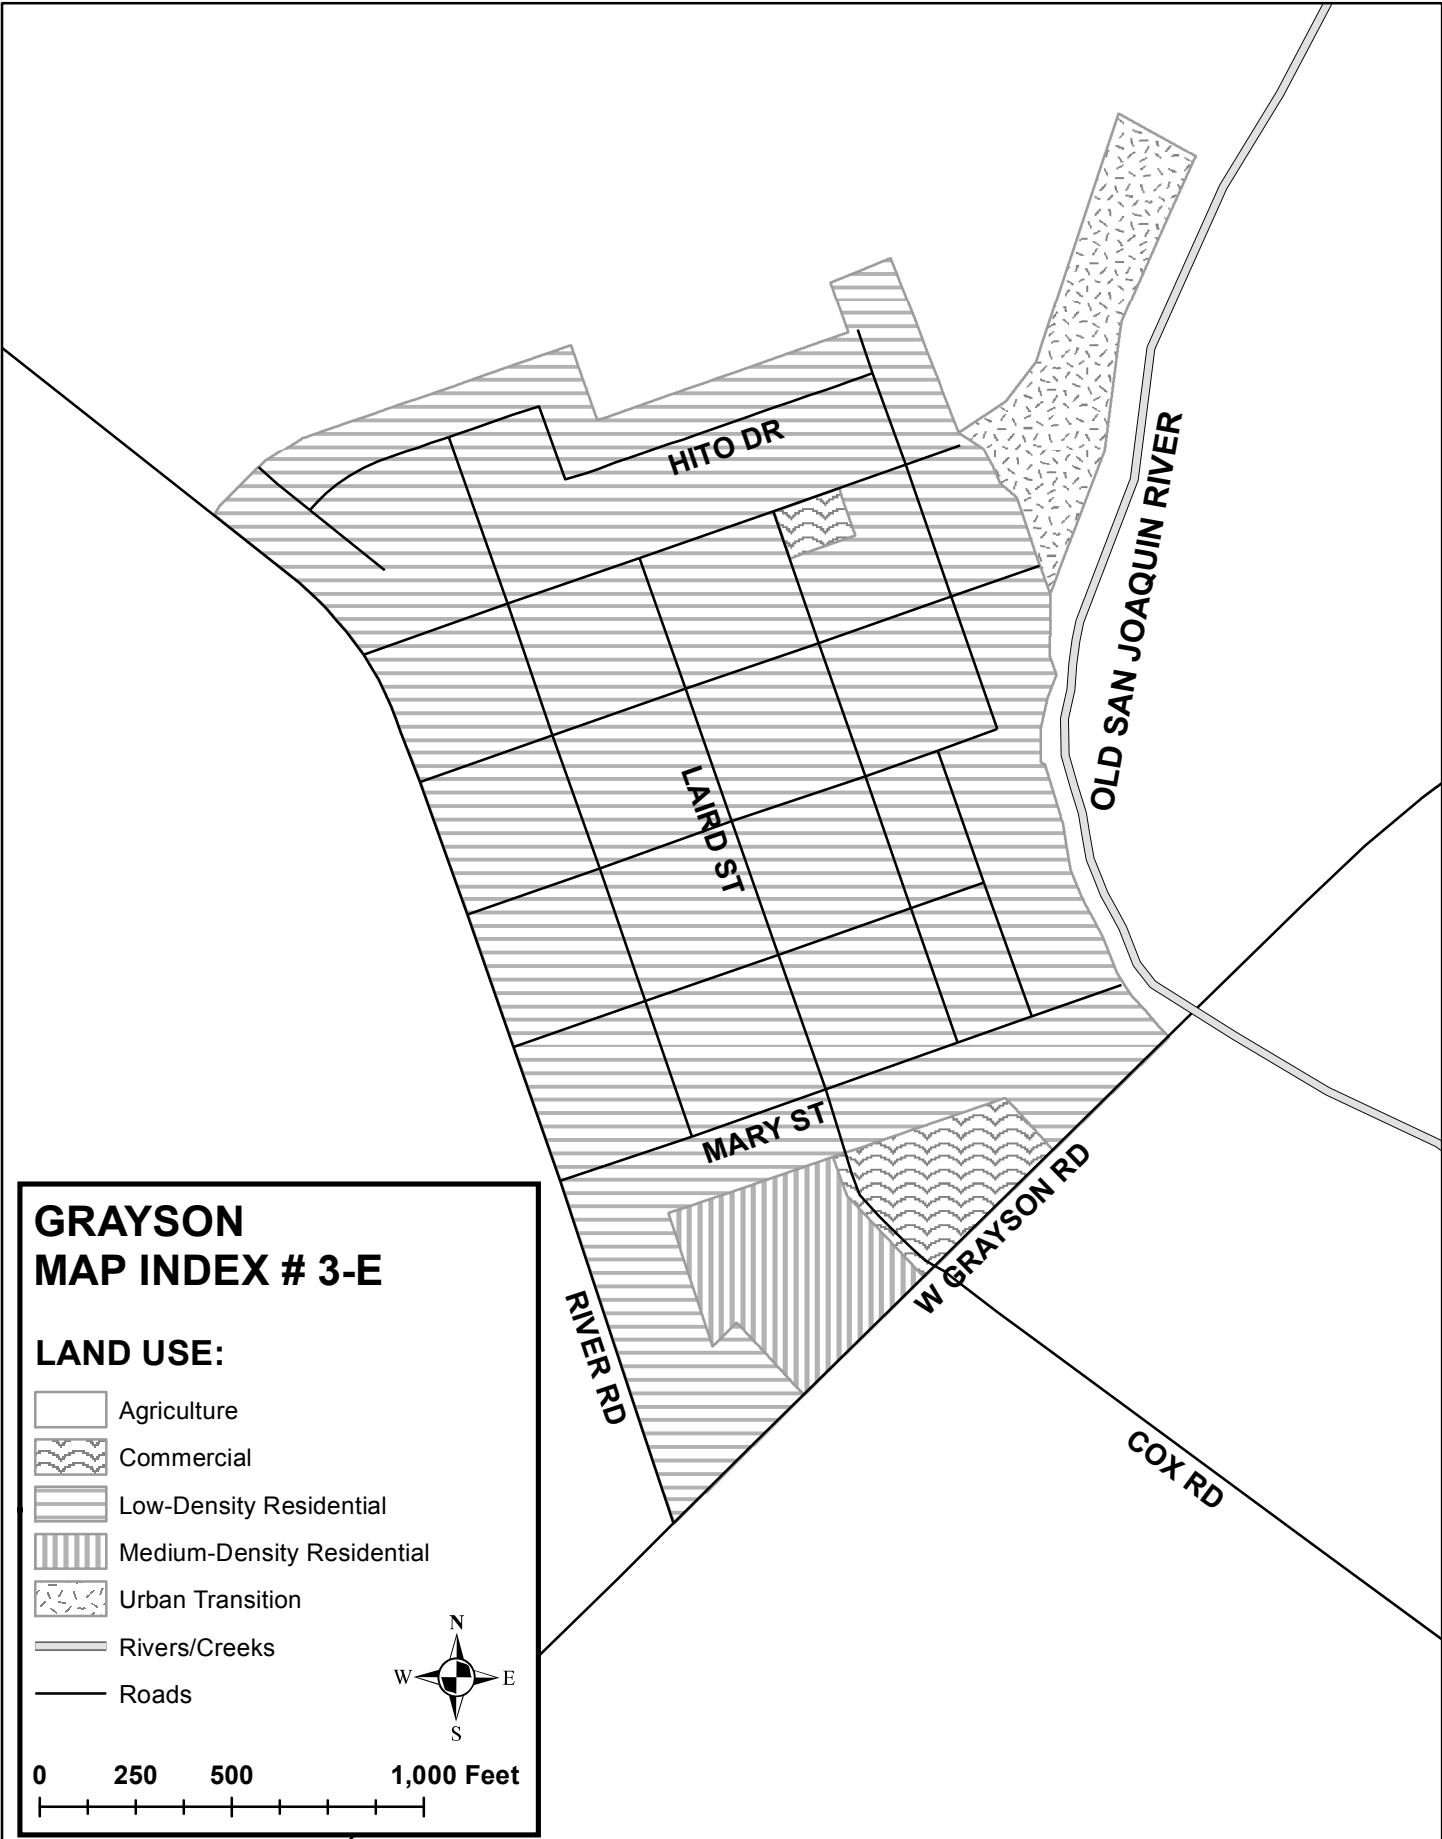 HITO DR
OLD SAN JOAQUIN RIVER
LAIRD ST
MARY ST
W GRAYSON RD
RIVER RD
COX RD
GRAYSON
MAP INDEX # 3-E
LAND USE:
Agriculture
Commercial
Low-Density Residential
Medium-Density Residential
Urban Transition
Rivers/Creeks
Roads
N
W E
S
0 250 500 1,000 Feet